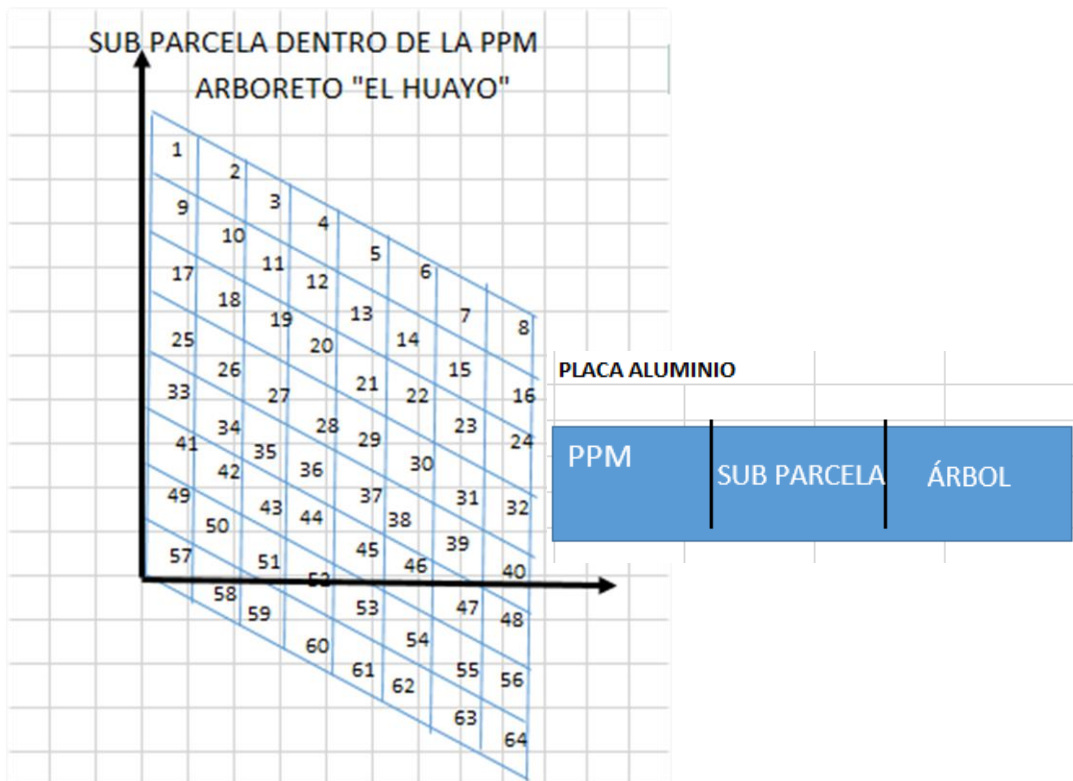 SUB PARCELA DENTRO DE LA PPM
ARBORETO "EL HUAYO"
1 2 3 4 5 6 7 8
9 10 11 12 13 14 15 16
17 18 19 20 21 22 23 24
25 26 27 28 29 30 31 32
33 34 35 36 37 38 39 40
41 42 43 44 45 46 47 48
49 50 51 52 53 54 55 56
57 58 59 60 61 62 63 64
PLACA ALUMINIO
PPM SUB PARCELA ÁRBOL